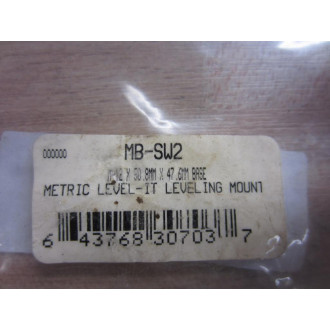 000000 MB-SW2
X 50.8MM X 47.6MM BASE
METRIC LEVEL-IT LEVELING MOUNT
6 43768 30703 7